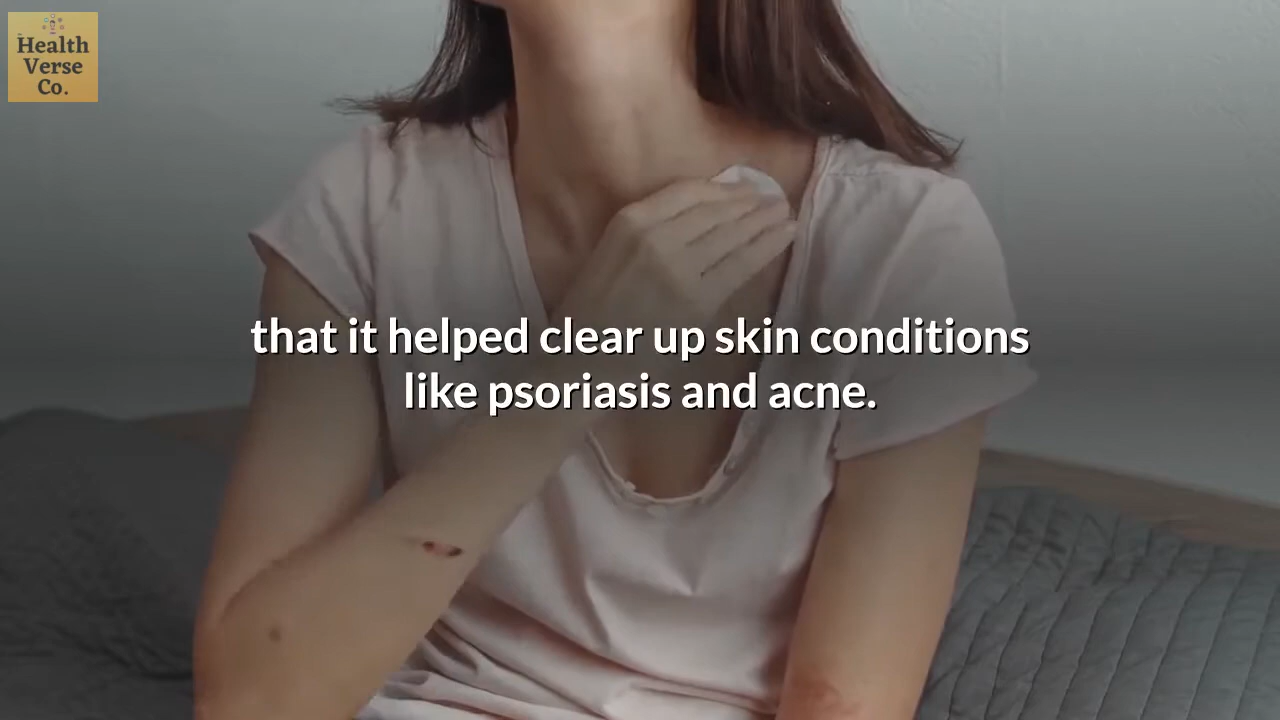 Health
Verse
Co.
that it helped clear up skin conditions
like psoriasis and acne.